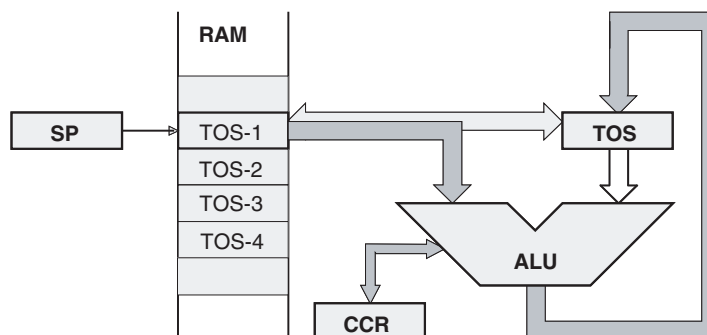 RAM
SP
TOS-1
TOS
TOS-2
TOS-3
TOS-4
ALU
CCR